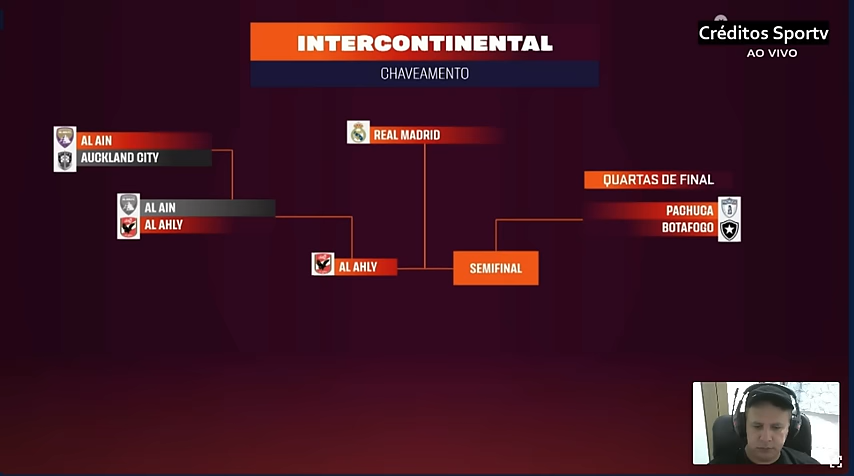 Créditos Sportv
AO VIVO
INTERCONTINENTAL
CHAVEAMENTO
AL AIN
AUCKLAND CITY
REAL MADRID
QUARTAS DE FINAL
AL AIN
AL AHLY
PACHUCA
BOTAFOGO
AL AHLY
SEMIFINAL